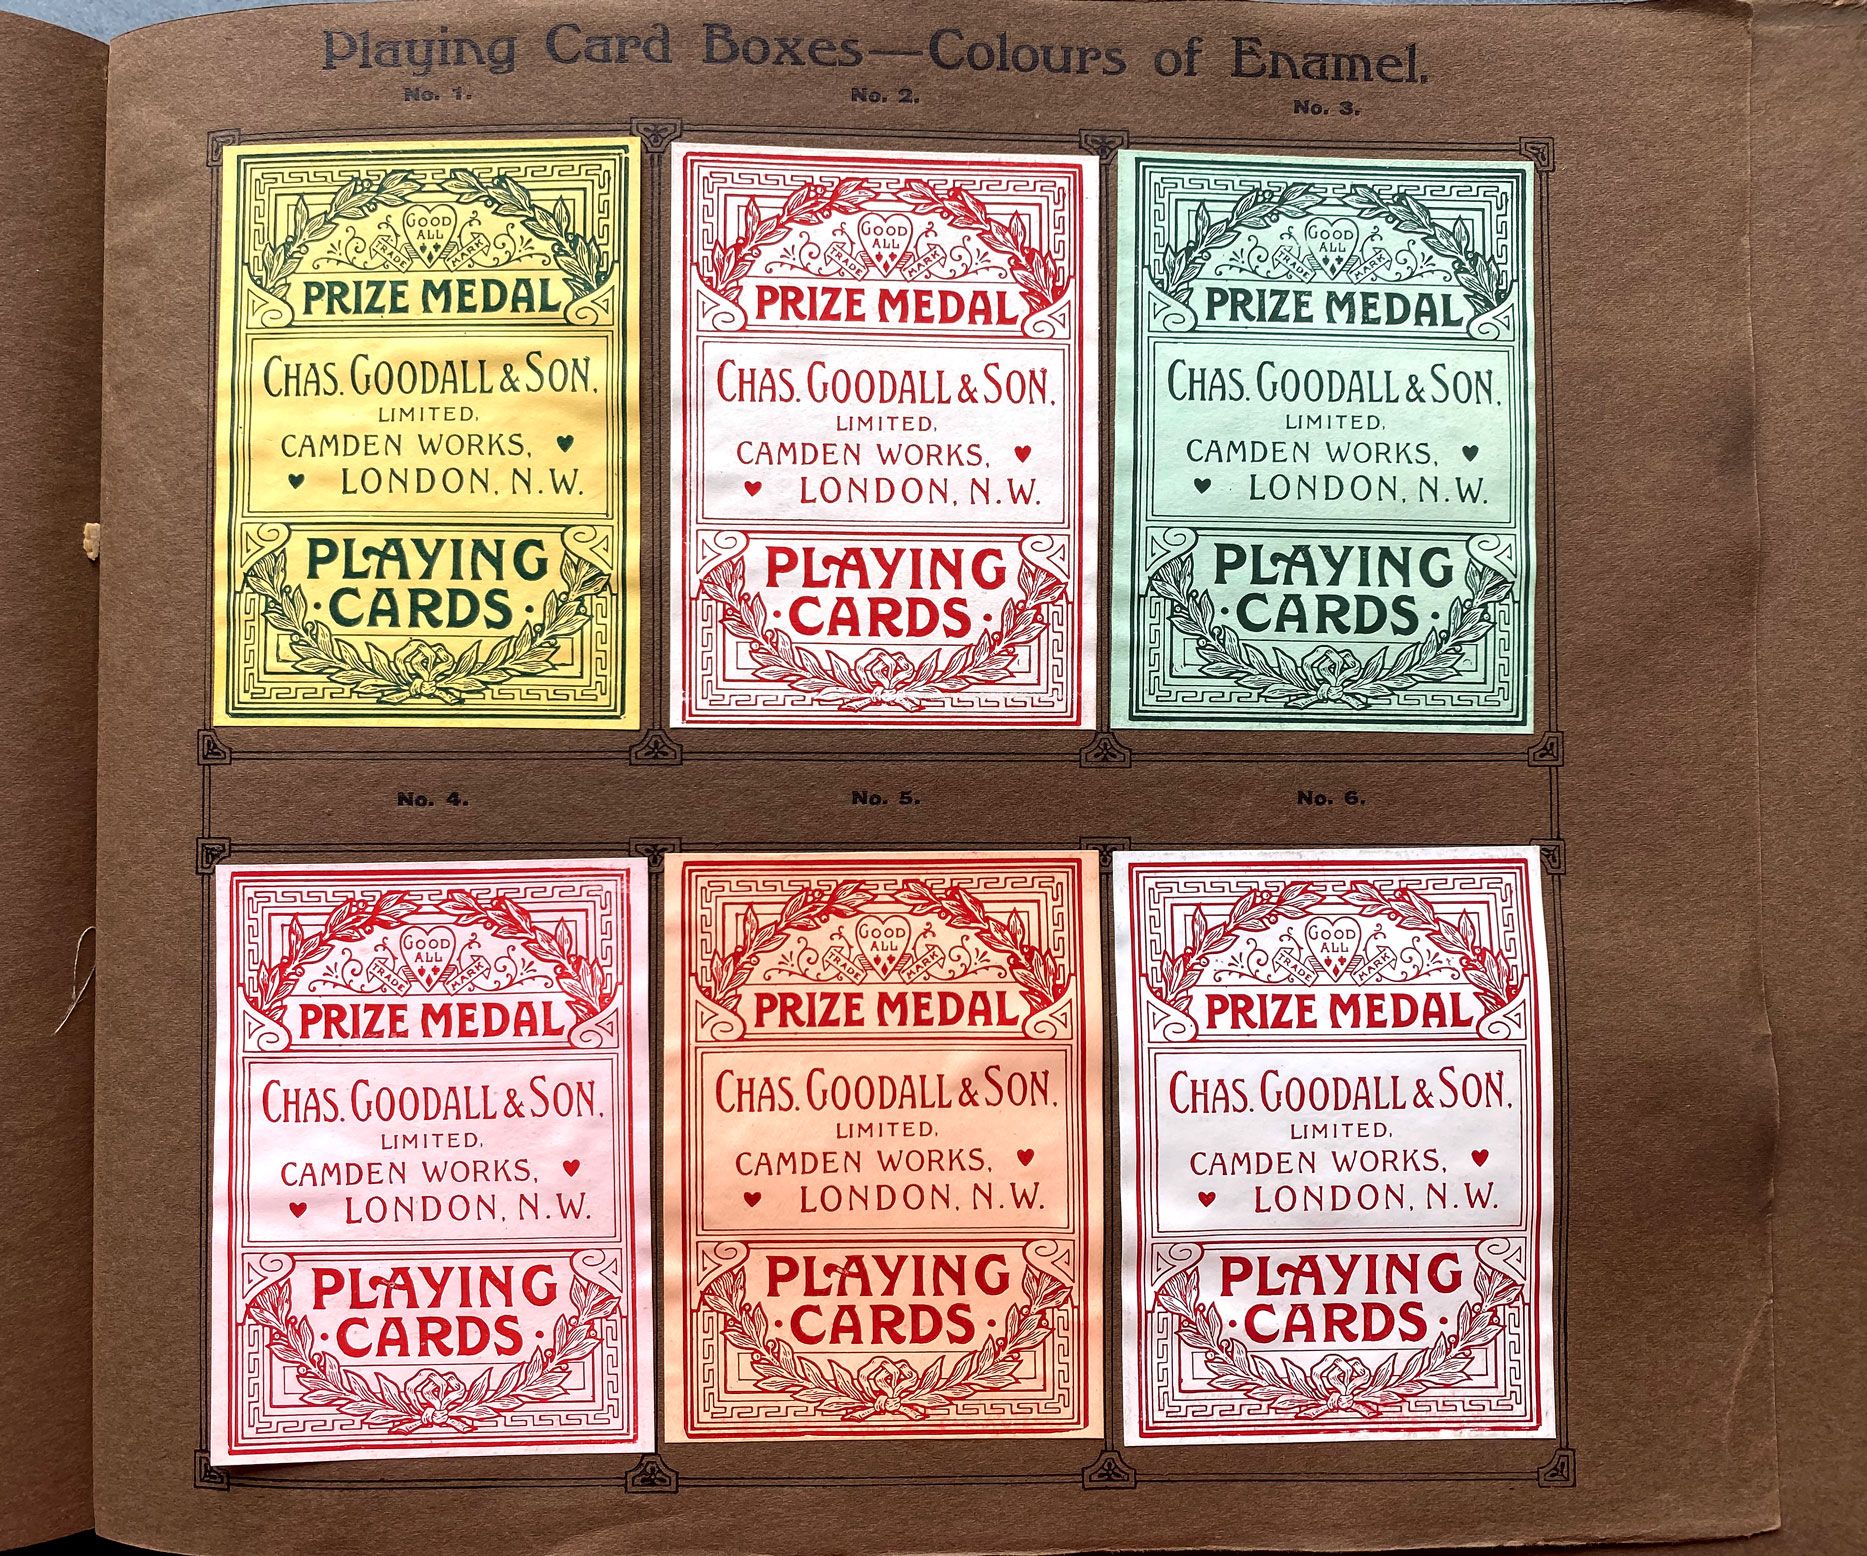 Playing Card Boxes—Colours of Enamel.
No. 1.
No. 2.
No. 3.
GOOD
ALL
TRADE MARK
PRIZE MEDAL
CHAS. GOODALL & SON,
LIMITED,
CAMDEN WORKS, ♥
♥ LONDON, N.W.
PLAYING
· CARDS ·
GOOD
ALL
TRADE MARK
PRIZE MEDAL
CHAS. GOODALL & SON,
LIMITED,
CAMDEN WORKS, ♥
♥ LONDON, N.W.
PLAYING
· CARDS ·
GOOD
ALL
TRADE MARK
PRIZE MEDAL
CHAS. GOODALL & SON,
LIMITED,
CAMDEN WORKS, ♥
♥ LONDON, N.W.
PLAYING
· CARDS ·
No. 4.
No. 5.
No. 6.
GOOD
ALL
TRADE MARK
PRIZE MEDAL
CHAS. GOODALL & SON,
LIMITED,
CAMDEN WORKS, ♥
♥ LONDON, N.W.
PLAYING
· CARDS ·
GOOD
ALL
TRADE MARK
PRIZE MEDAL
CHAS. GOODALL & SON,
LIMITED,
CAMDEN WORKS, ♥
♥ LONDON, N.W.
PLAYING
· CARDS ·
GOOD
ALL
TRADE MARK
PRIZE MEDAL
CHAS. GOODALL & SON,
LIMITED,
CAMDEN WORKS, ♥
♥ LONDON, N.W.
PLAYING
· CARDS ·